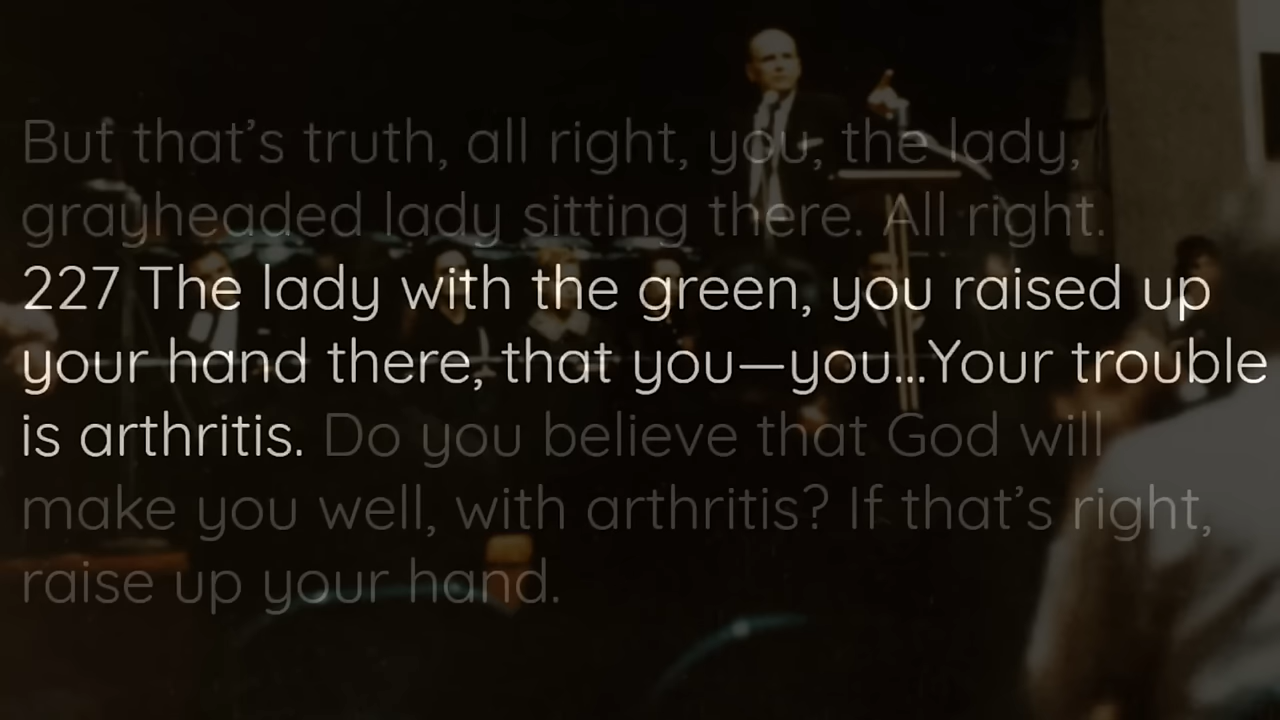 But that’s truth, all right, you, the lady,
grayheaded lady sitting there. All right.
227 The lady with the green, you raised up
your hand there, that you—you...Your trouble
is arthritis. Do you believe that God will
make you well, with arthritis? If that’s right,
raise up your hand.